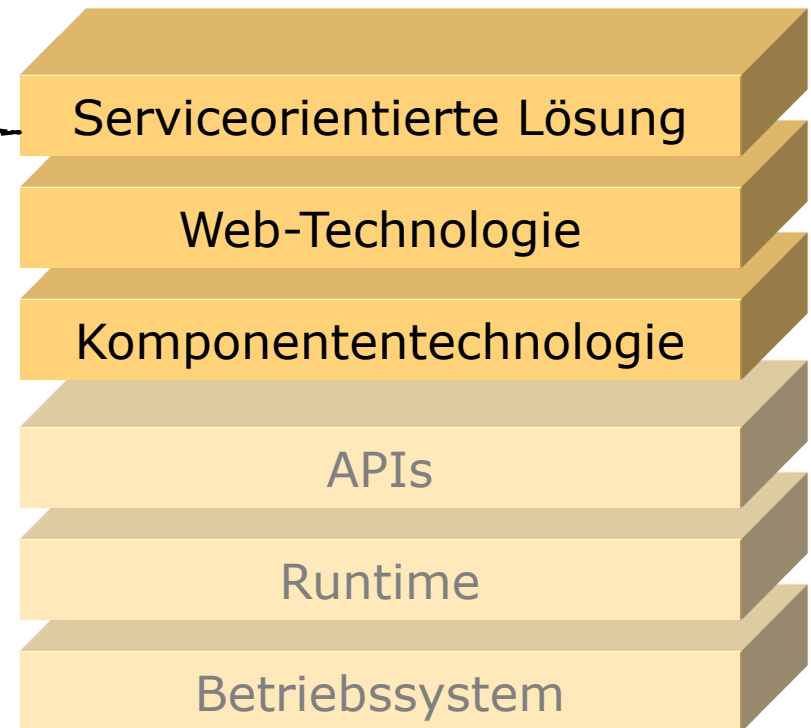 Serviceorientierte Lösung
Web-Technologie
Komponententechnologie
APIs
Runtime
Betriebssystem